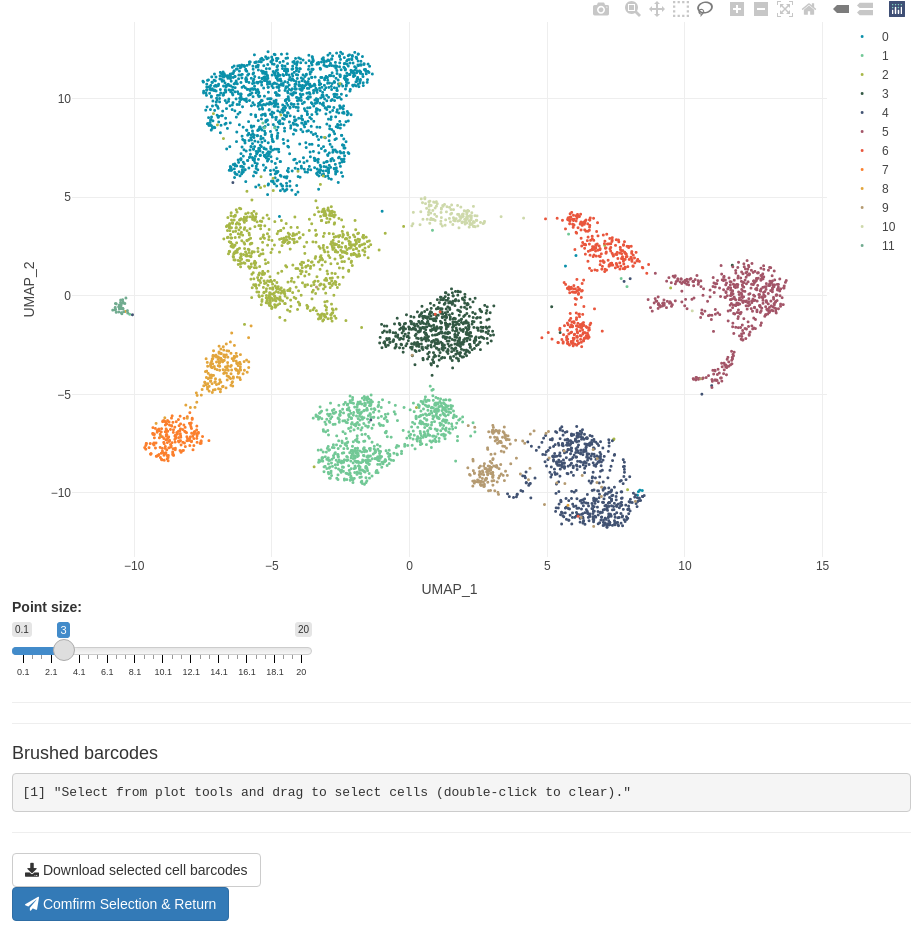 0
1
2
3
4
5
6
7
8
9
10
11
10
5
0
−5
−10
UMAP_2
−10 −5 0 5 10 15
UMAP_1
Point size:
0.1 3 20
0.1 2.1 4.1 6.1 8.1 10.1 12.1 14.1 16.1 18.1 20
Brushed barcodes
[1] "Select from plot tools and drag to select cells (double-click to clear)."
Download selected cell barcodes
Comfirm Selection & Return